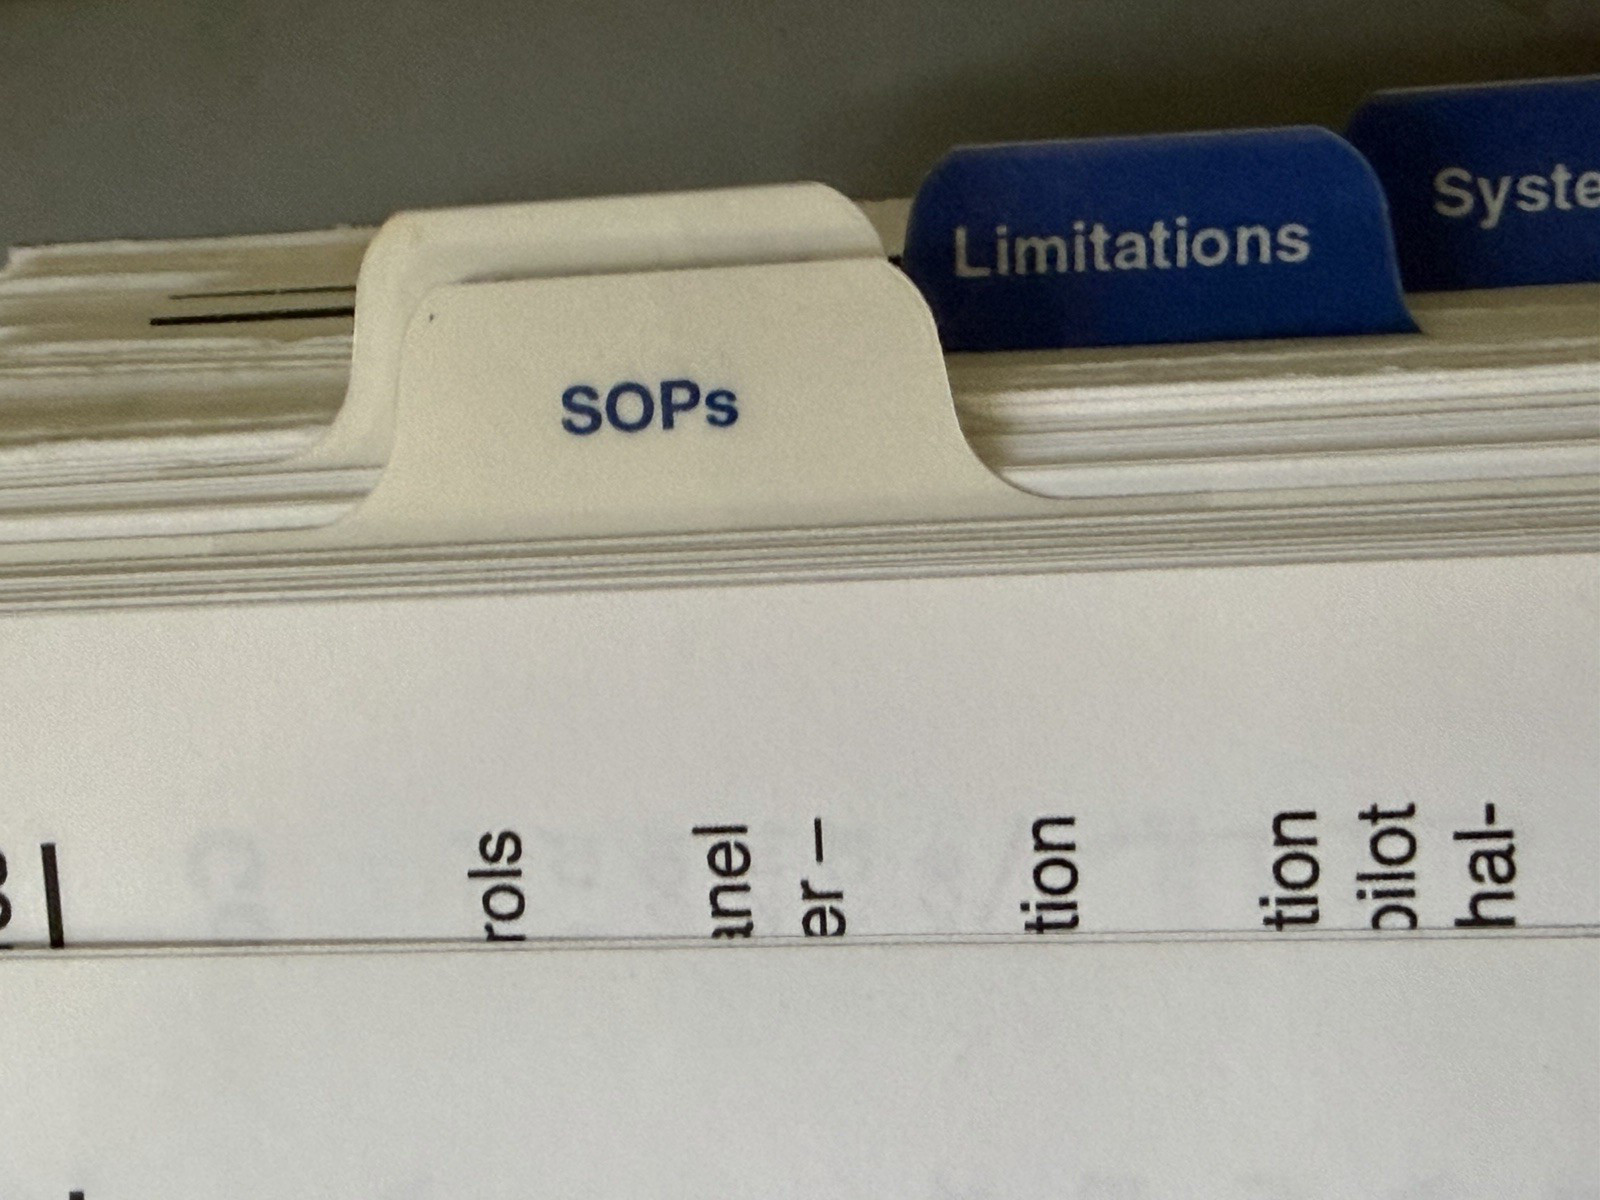 SOPs
Limitations
Syste
rols
anel
er –
tion
tion
pilot
hal-